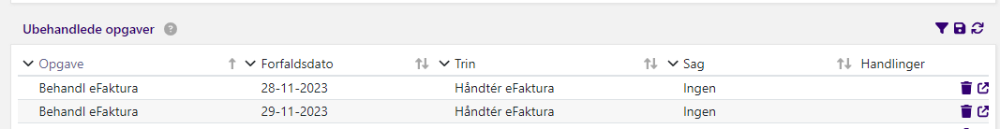 Ubehandlede opgaver ?
Opgave Forfaldsdato Trin Sag Handlinger
Behandl eFaktura 28-11-2023 Håndtér eFaktura Ingen
Behandl eFaktura 29-11-2023 Håndtér eFaktura Ingen